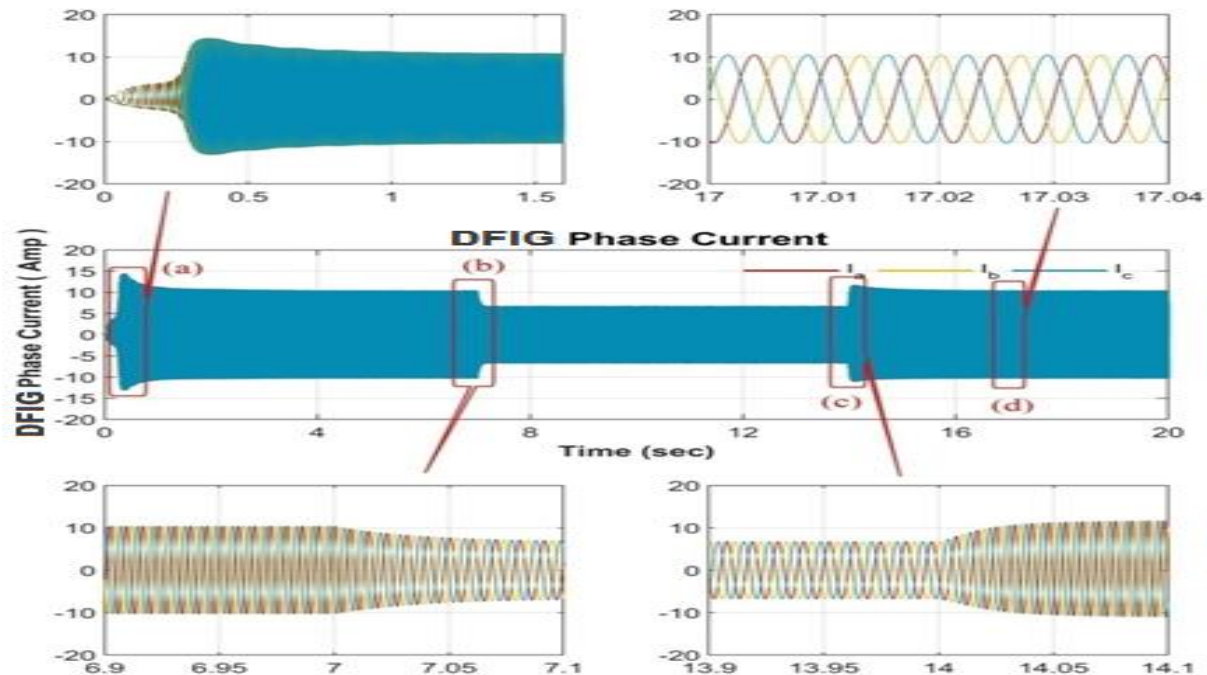 20
10
0
-10
-20
0 0.5 1 1.5
20
10
0
-10
-20
17 17.01 17.02 17.03 17.04
DFIG Phase Current
DFIG Phase Current ( Amp )
20
15
10
5
0
-5
-10
-15
-20
(a)
(b)
(c)
(d)
I_a I_b I_c
0 4 8 12 16 20
Time (sec)
20
10
0
-10
-20
6.9 6.95 7 7.05 7.1
20
10
0
-10
-20
13.9 13.95 14 14.05 14.1